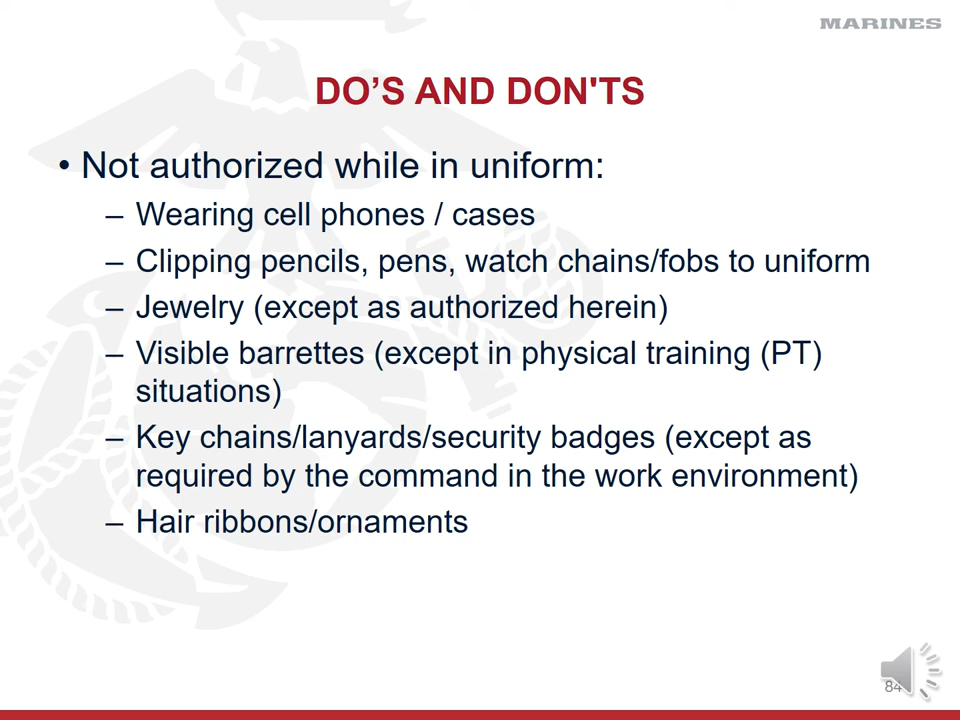 MARINES
DO’S AND DON'TS
• Not authorized while in uniform:
– Wearing cell phones / cases
– Clipping pencils, pens, watch chains/fobs to uniform
– Jewelry (except as authorized herein)
– Visible barrettes (except in physical training (PT)
situations)
– Key chains/lanyards/security badges (except as
required by the command in the work environment)
– Hair ribbons/ornaments
84